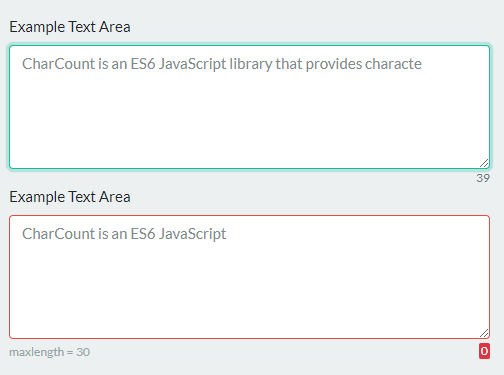 Example Text Area
CharCount is an ES6 JavaScript library that provides characte
39
Example Text Area
CharCount is an ES6 JavaScript
maxlength = 30
0